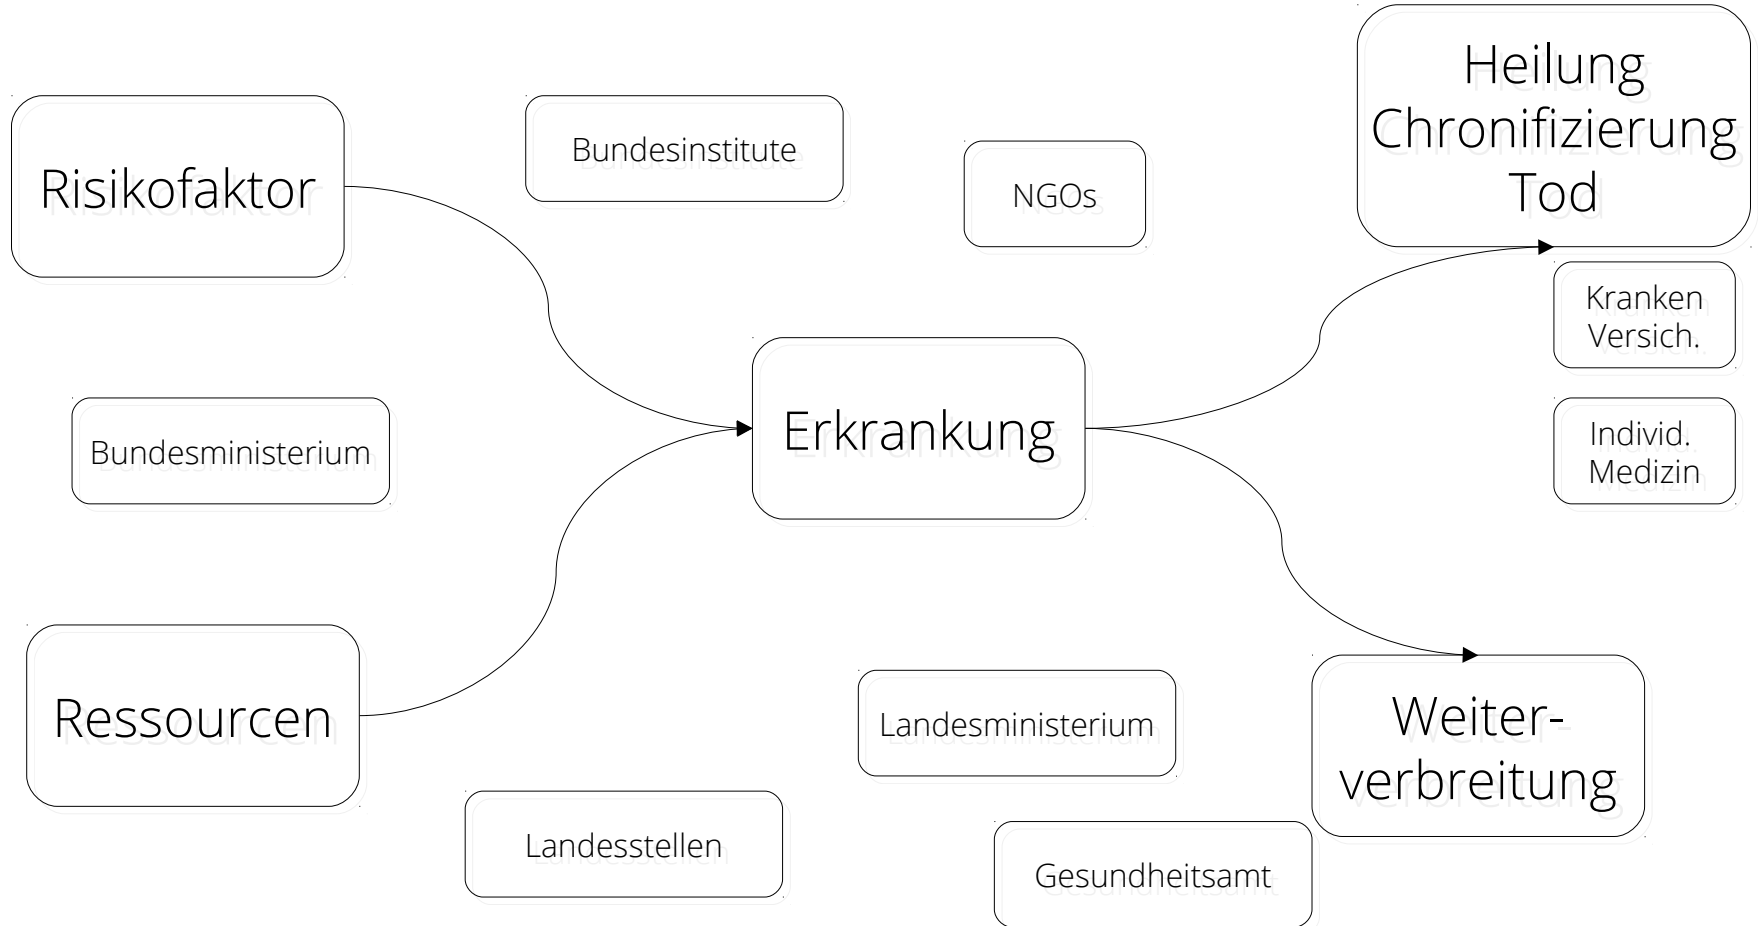 Heilung
Chronifizierung
Tod
Risikofaktor
Bundesinstitute
NGOs
Kranken
Versich.
Erkrankung
Bundesministerium
Individ.
Medizin
Ressourcen
Landesministerium
Weiter-
verbreitung
Landesstellen
Gesundheitsamt